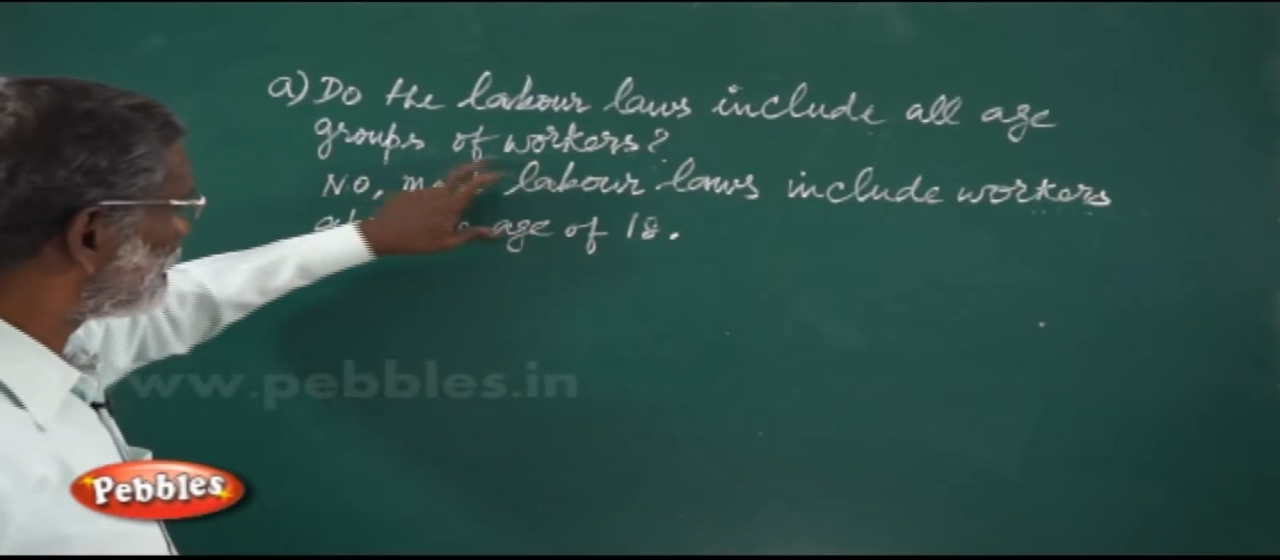 a) Do the labour laws include all age
groups of workers?
No, labour laws include workers
age of 18.
www.pebbles.in
Pebbles